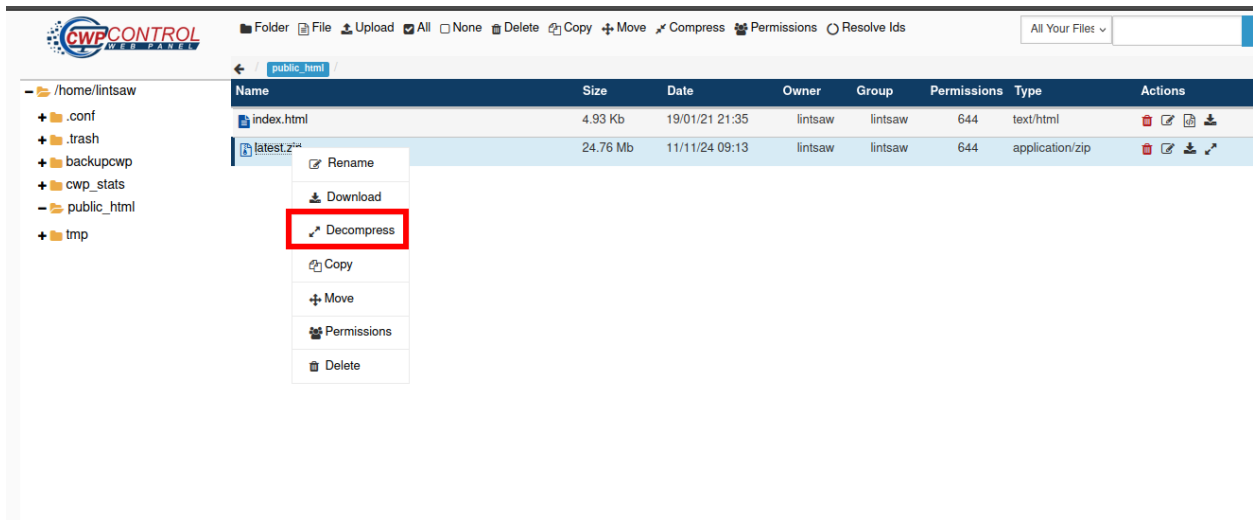 CWP CONTROL
WEB PANEL
Folder File Upload All None Delete Copy Move Compress Permissions Resolve Ids
All Your Files
/ public_html /
/home/lintsaw
.conf
.trash
backupcwp
cwp_stats
public_html
tmp
Name Size Date Owner Group Permissions Type Actions
index.html 4.93 Kb 19/01/21 21:35 lintsaw lintsaw 644 text/html
latest.zip 24.76 Mb 11/11/24 09:13 lintsaw lintsaw 644 application/zip
Rename
Download
Decompress
Copy
Move
Permissions
Delete